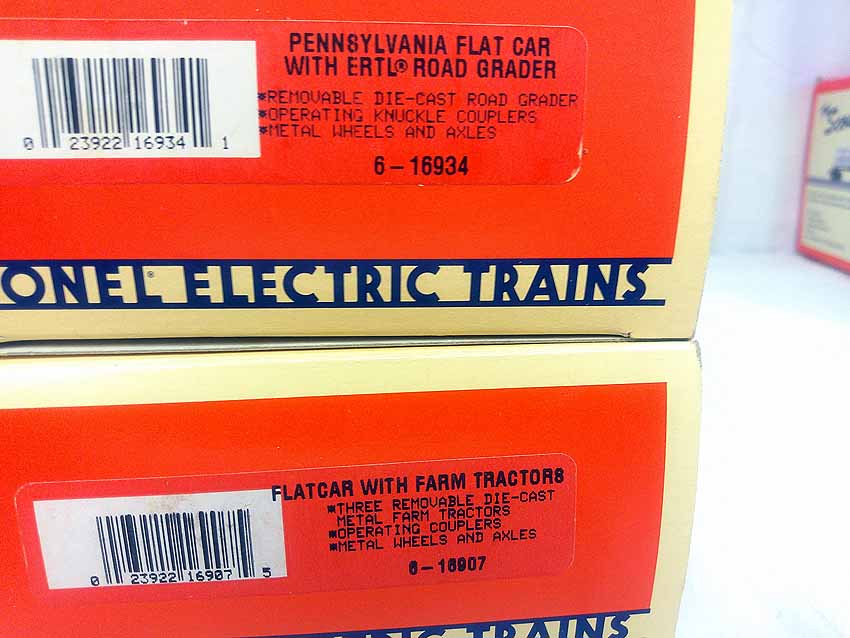 PENNSYLVANIA FLAT CAR
WITH ERTL® ROAD GRADER
*REMOVABLE DIE-CAST ROAD GRADER
*OPERATING KNUCKLE COUPLERS
*METAL WHEELS AND AXLES
6-16934
0 23922 16934 1
ONEL® ELECTRIC TRAINS
FLATCAR WITH FARM TRACTORS
*THREE REMOVABLE DIE-CAST
METAL FARM TRACTORS
*OPERATING COUPLERS
*METAL WHEELS AND AXLES
6-16907
0 23922 16907 5
TRAINS